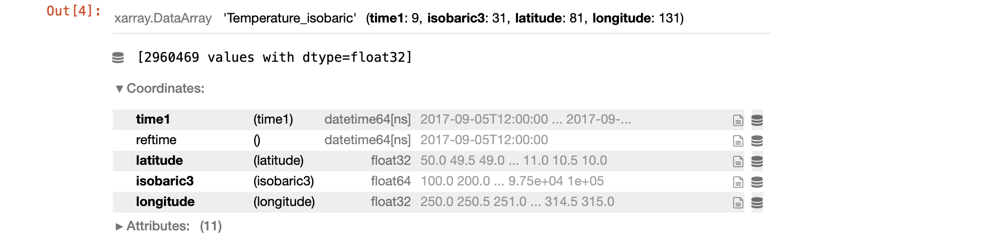 Out[4]:
xarray.DataArray 'Temperature_isobaric' (time1: 9, isobaric3: 31, latitude: 81, longitude: 131)
[2960469 values with dtype=float32]
▼ Coordinates:
time1 (time1) datetime64[ns] 2017-09-05T12:00:00 ... 2017-09-...
reftime () datetime64[ns] 2017-09-05T12:00:00
latitude (latitude) float32 50.0 49.5 49.0 ... 11.0 10.5 10.0
isobaric3 (isobaric3) float64 100.0 200.0 ... 9.75e+04 1e+05
longitude (longitude) float32 250.0 250.5 251.0 ... 314.5 315.0
► Attributes: (11)